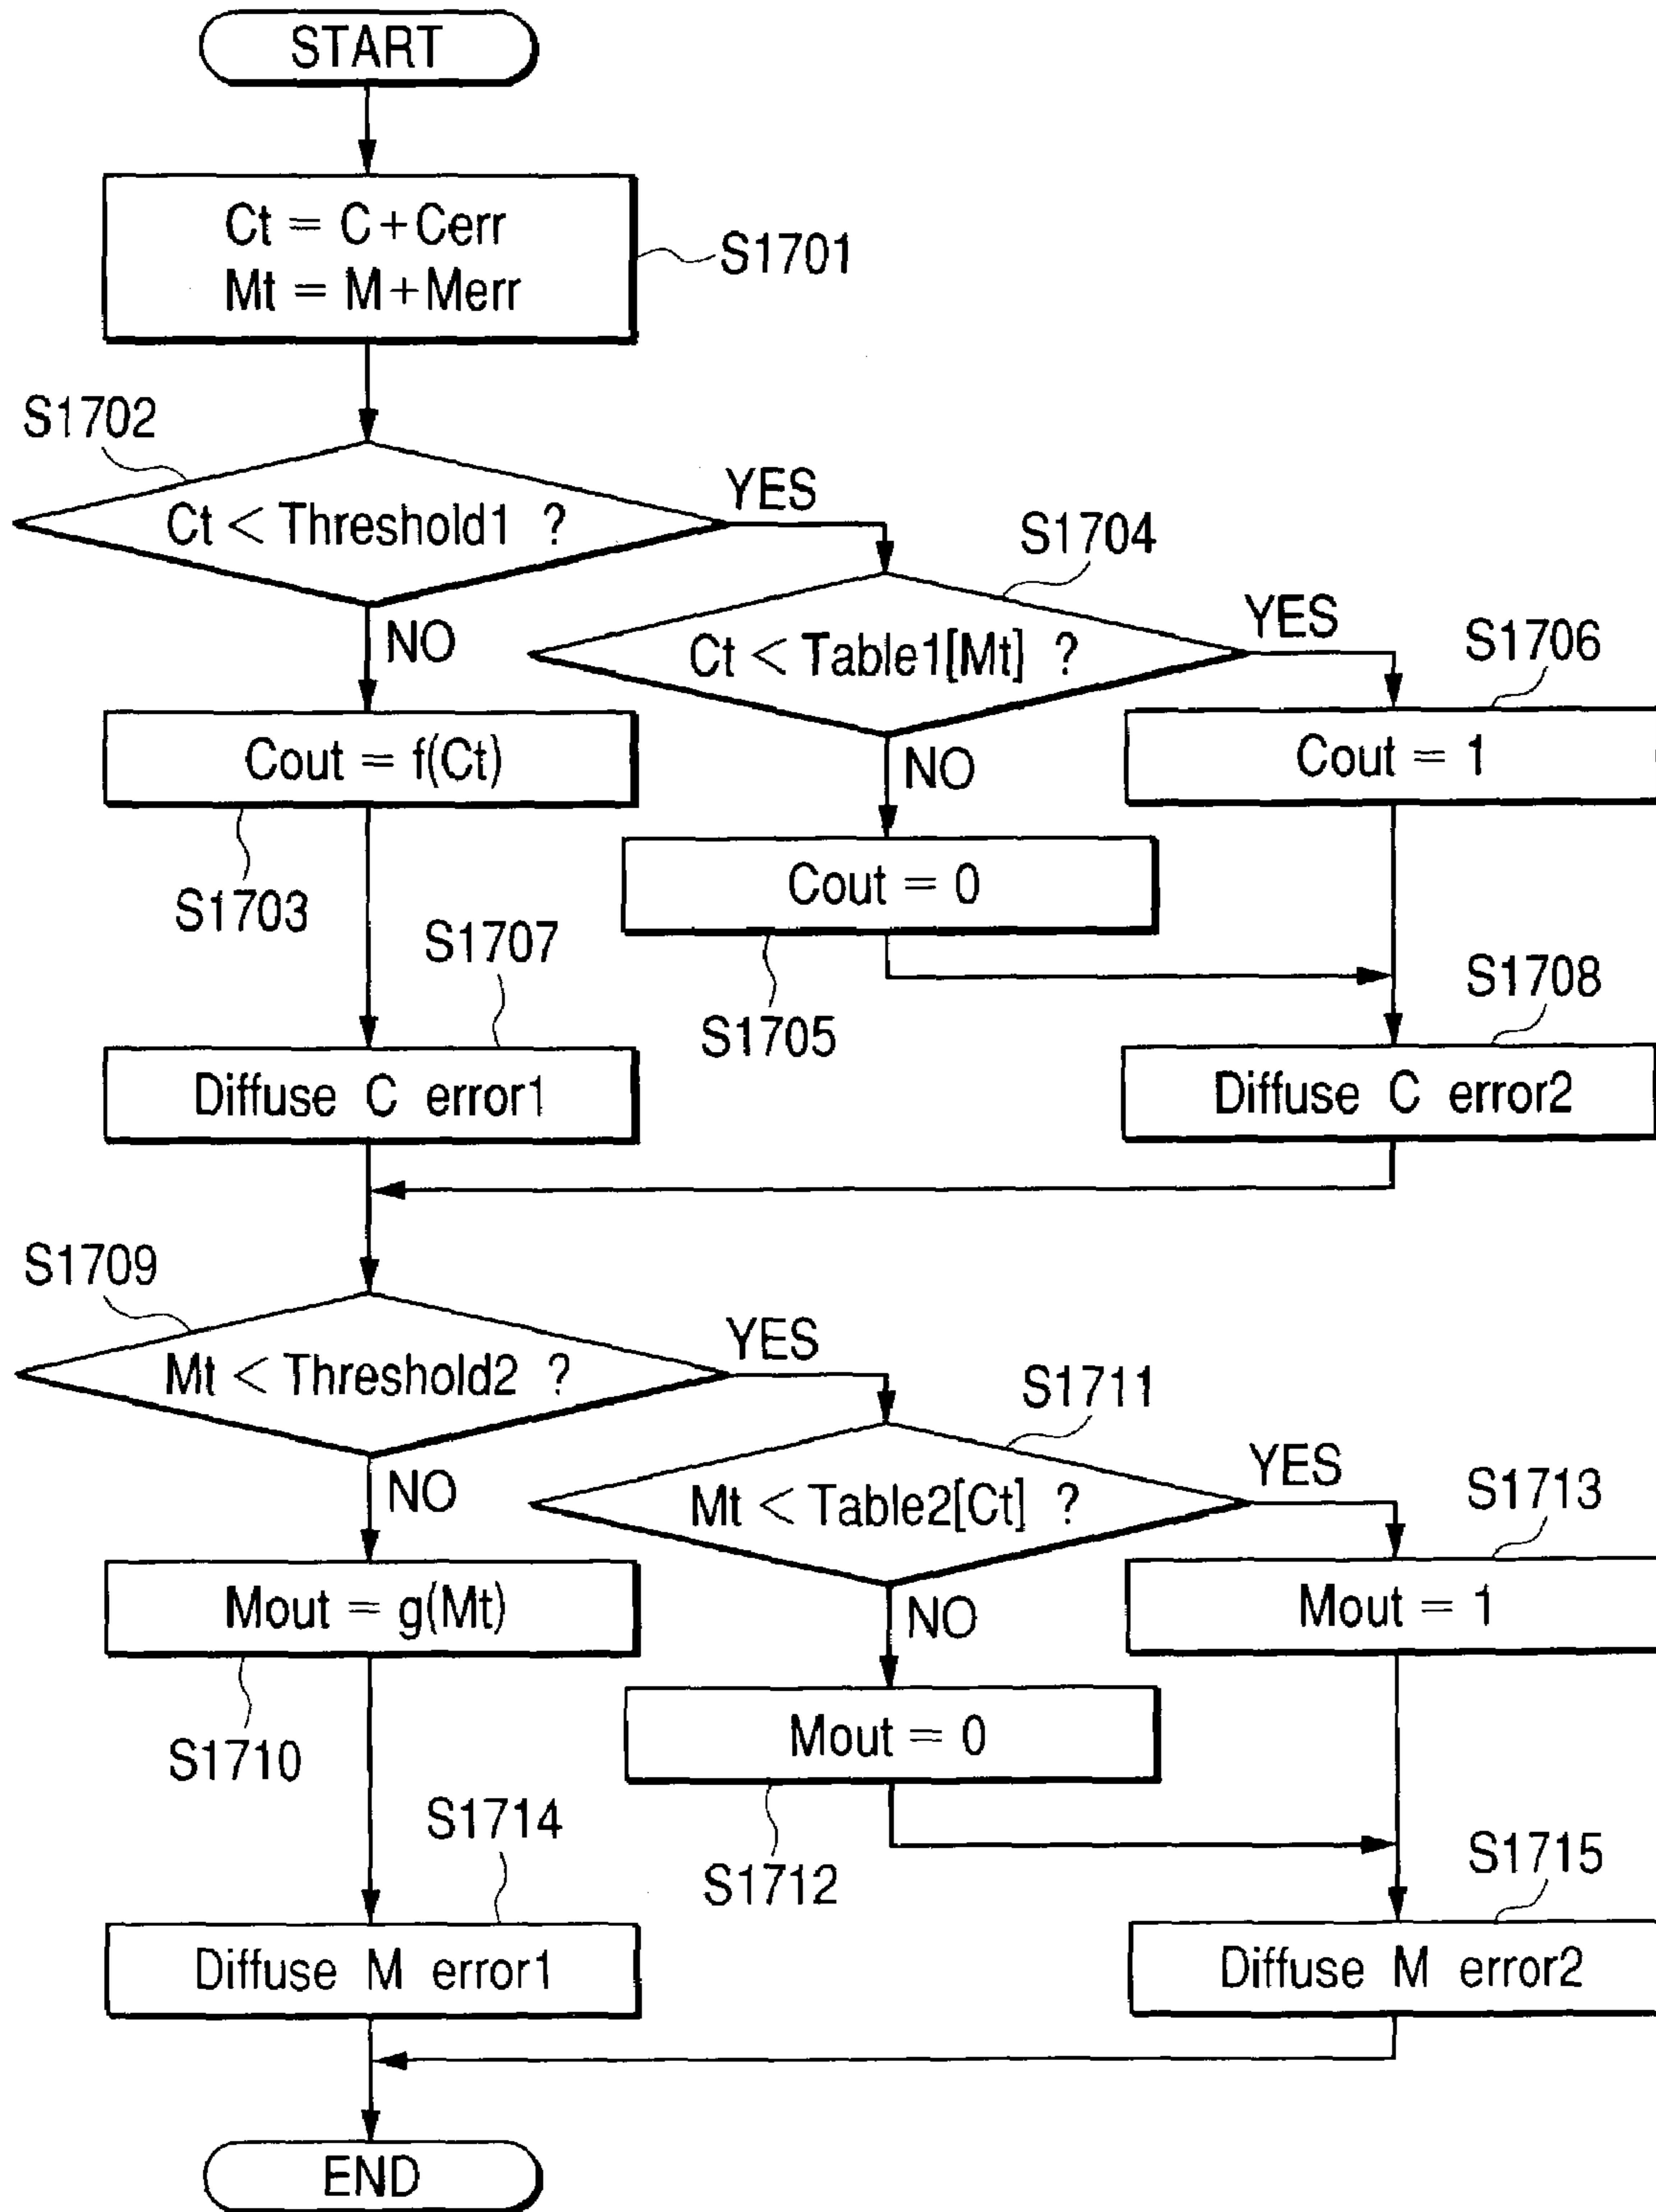 START
Ct = C+Cerr
Mt = M+Merr
S1701
S1702
Ct < Threshold1 ?
YES
NO
S1704
Ct < Table1[Mt] ?
YES
NO
S1706
Cout = 1
Cout = f(Ct)
S1703
Cout = 0
S1705
S1707
Diffuse C error1
S1708
Diffuse C error2
S1709
Mt < Threshold2 ?
YES
NO
S1711
Mt < Table2[Ct] ?
YES
NO
S1713
Mout = 1
Mout = g(Mt)
S1710
Mout = 0
S1712
S1714
Diffuse M error1
S1715
Diffuse M error2
END